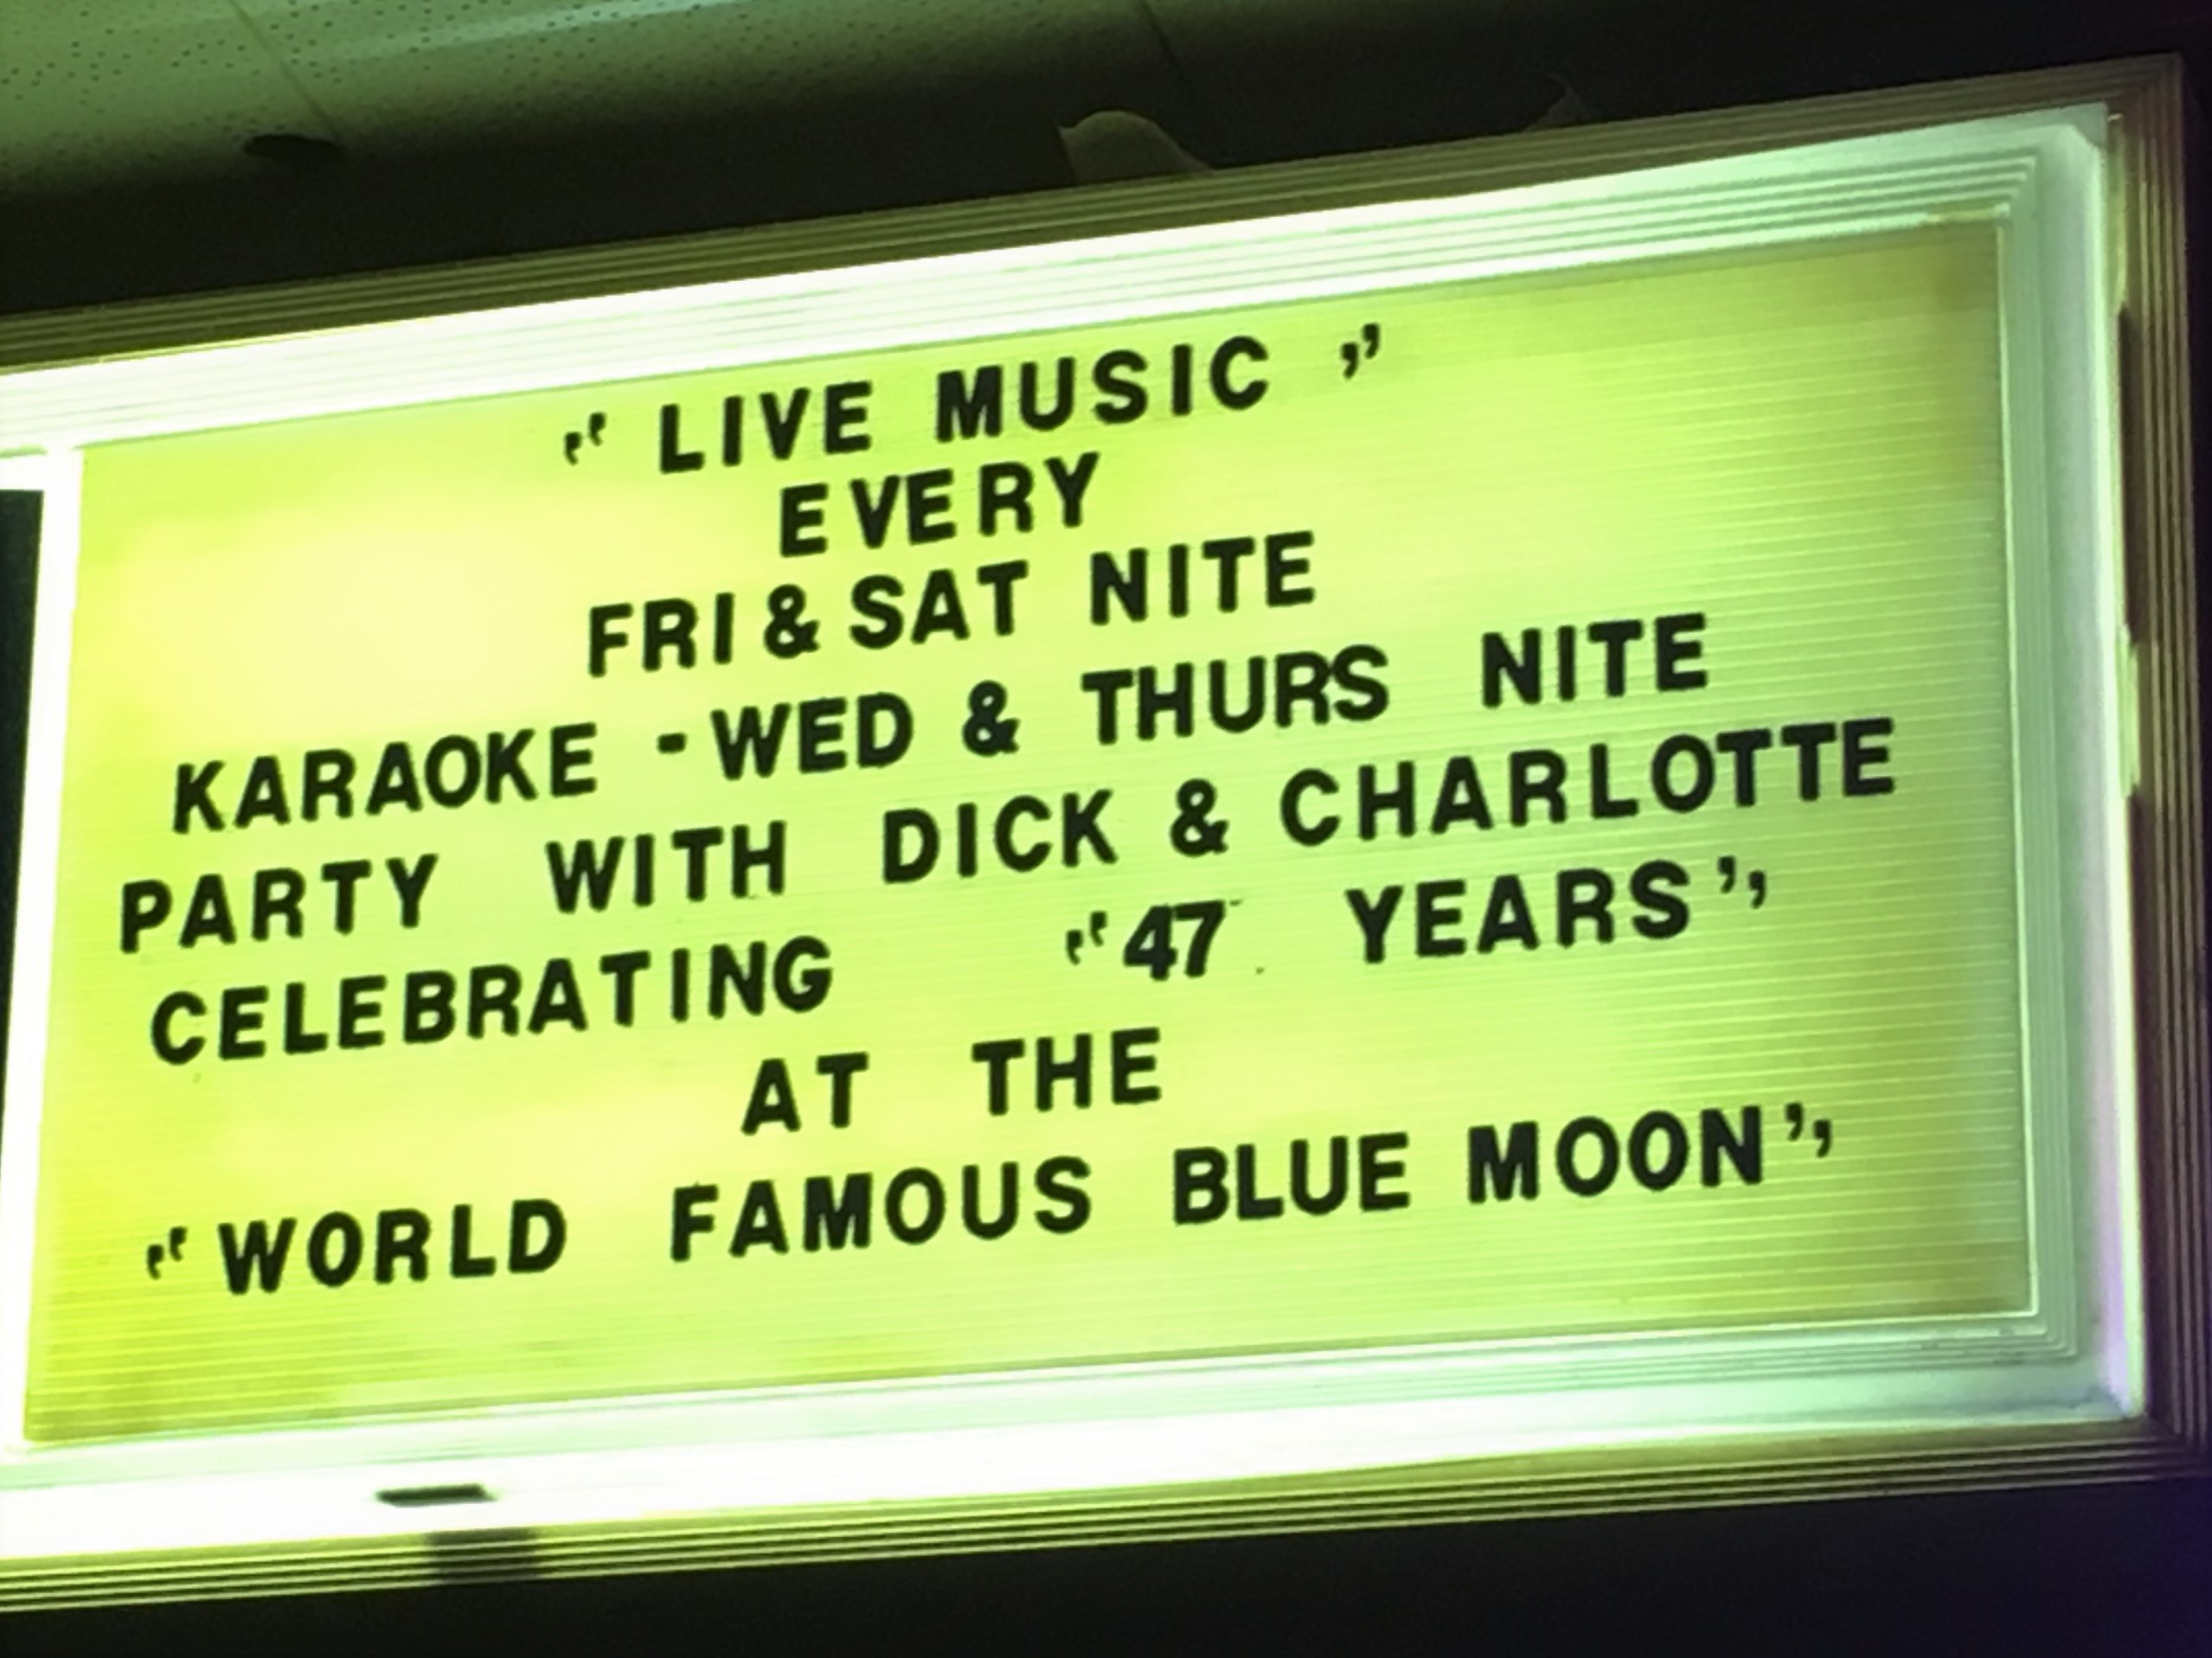 " LIVE MUSIC "
EVERY
FRI & SAT NITE
KARAOKE - WED & THURS NITE
PARTY WITH DICK & CHARLOTTE
CELEBRATING "47 YEARS"
AT THE
"WORLD FAMOUS BLUE MOON"